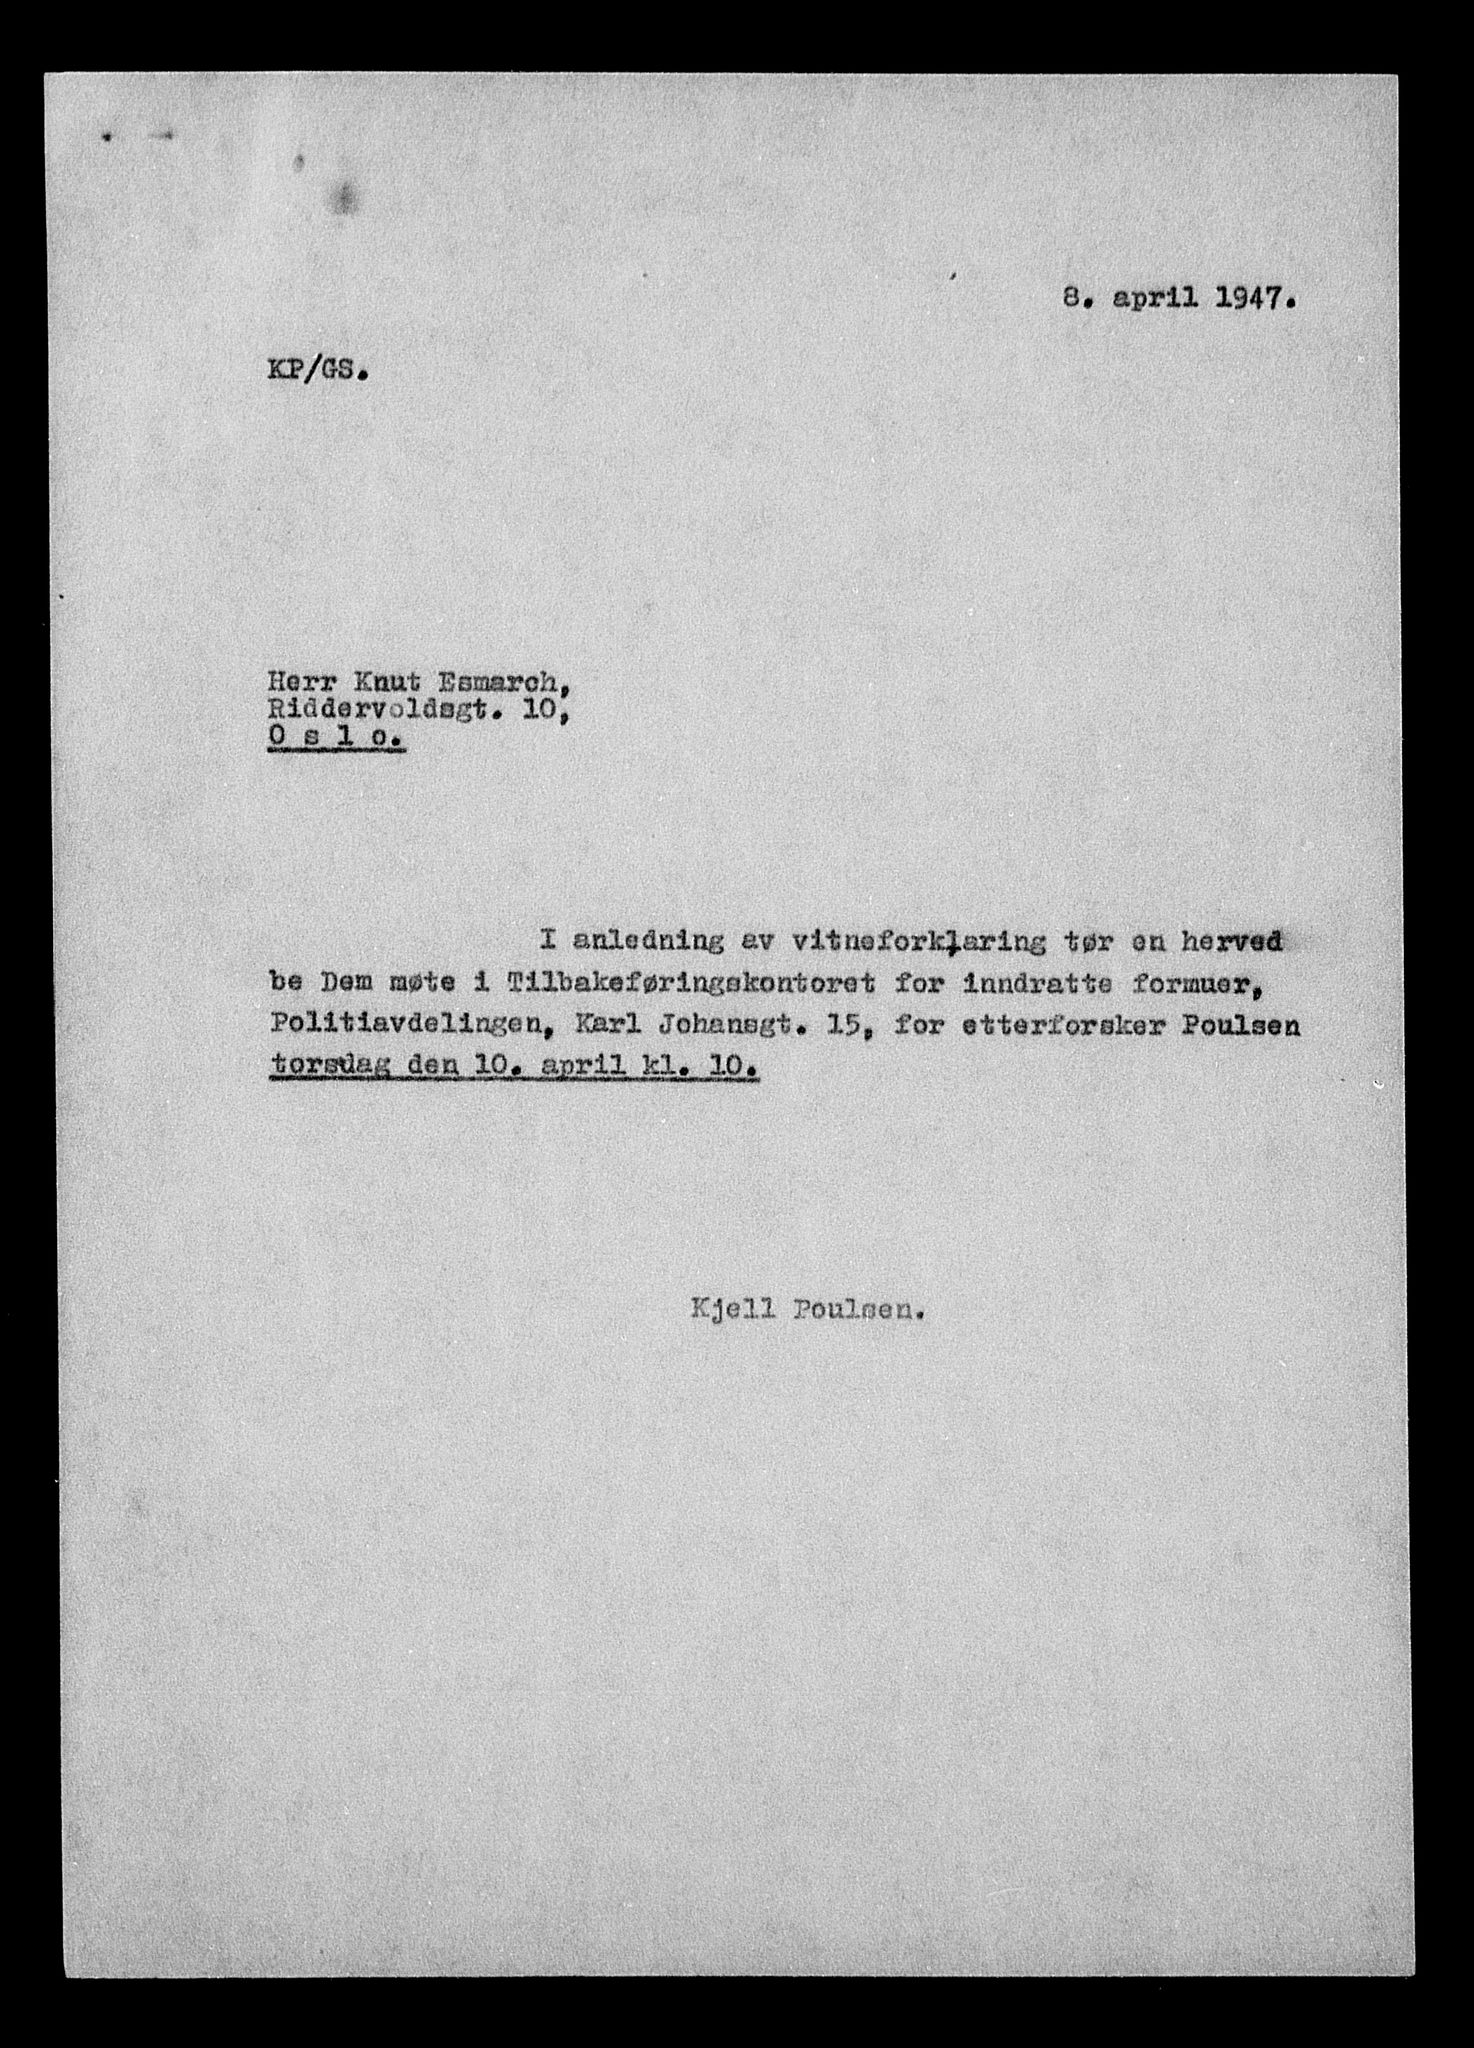 8. april 1947.
KP/GS.
Herr Knut Esmarch,
Riddervoldsgt. 10,
O s l o.
I anledning av vitneforklaring tør en herved
be Dem møte i Tilbakeføringskontoret for inndratte formuer,
Politiavdelingen, Karl Johansgt. 15, for etterforsker Poulsen
torsdag den 10. april kl. 10.
Kjell Poulsen.